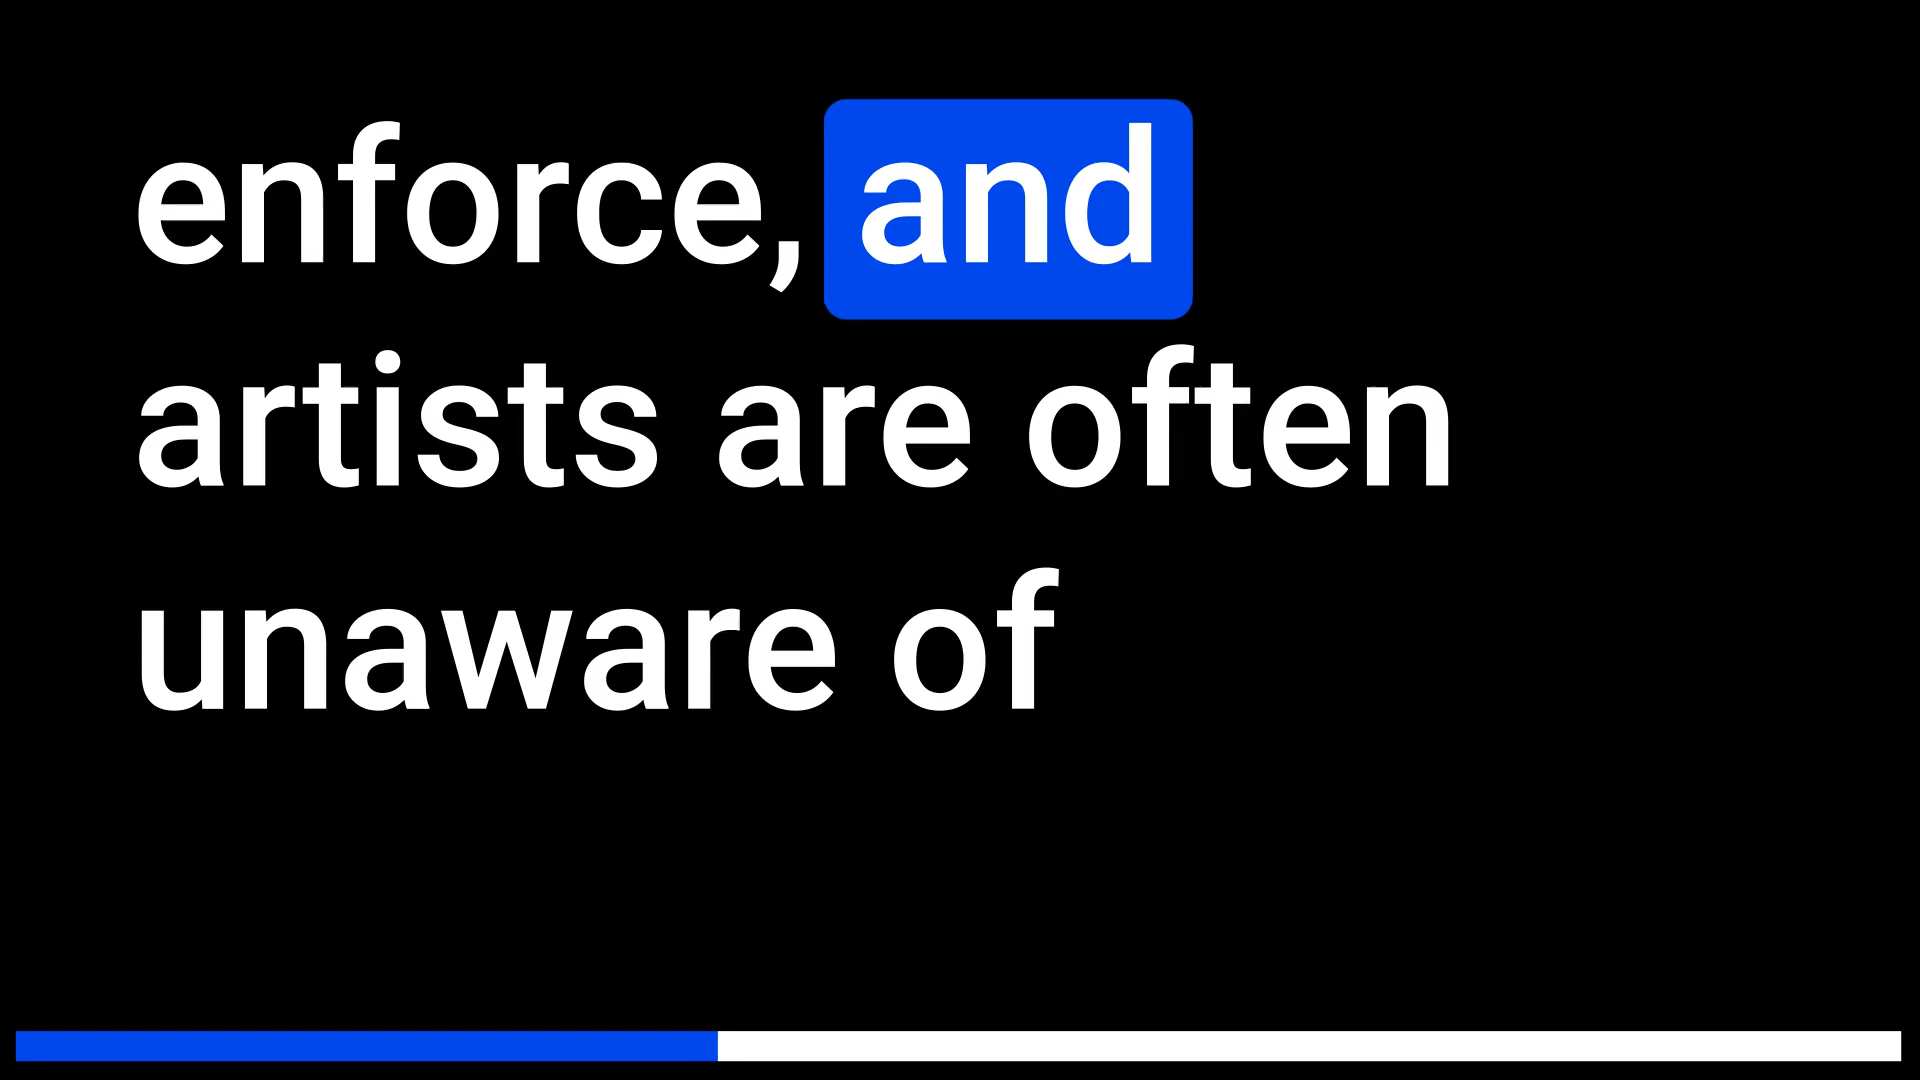 enforce, and
artists are often
unaware of